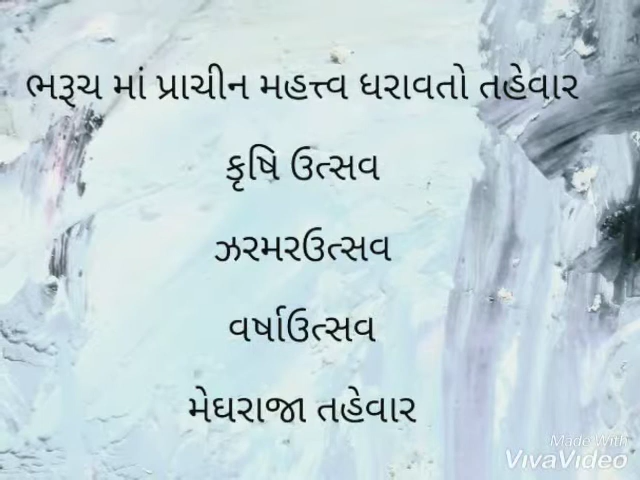 ભરૂચ માં પ્રાચીન મહત્ત્વ ધરાવતો તહેવાર
કૃષિ ઉત્સવ
ઝરમરઉત્સવ
વર્ષાઉત્સવ
મેઘરાજા તહેવાર
Made With
VivaVideo